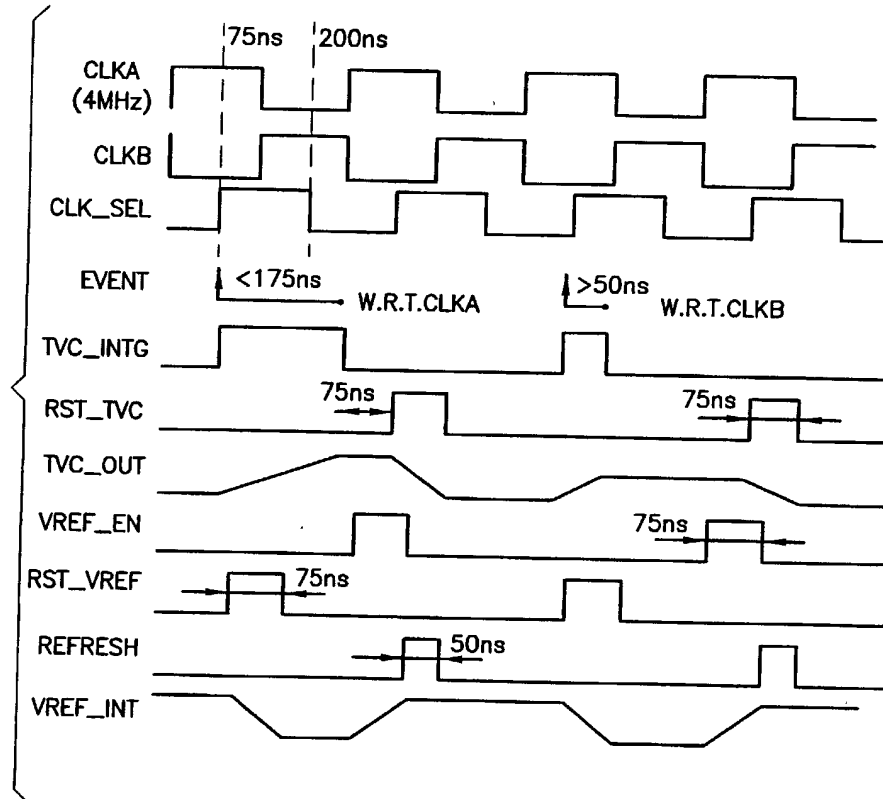 75ns 200ns
CLKA
(4MHz)
CLKB
CLK_SEL
EVENT <175ns W.R.T.CLKA >50ns W.R.T.CLKB
TVC_INTG
RST_TVC 75ns 75ns
TVC_OUT
VREF_EN 75ns
RST_VREF 75ns
REFRESH 50ns
VREF_INT